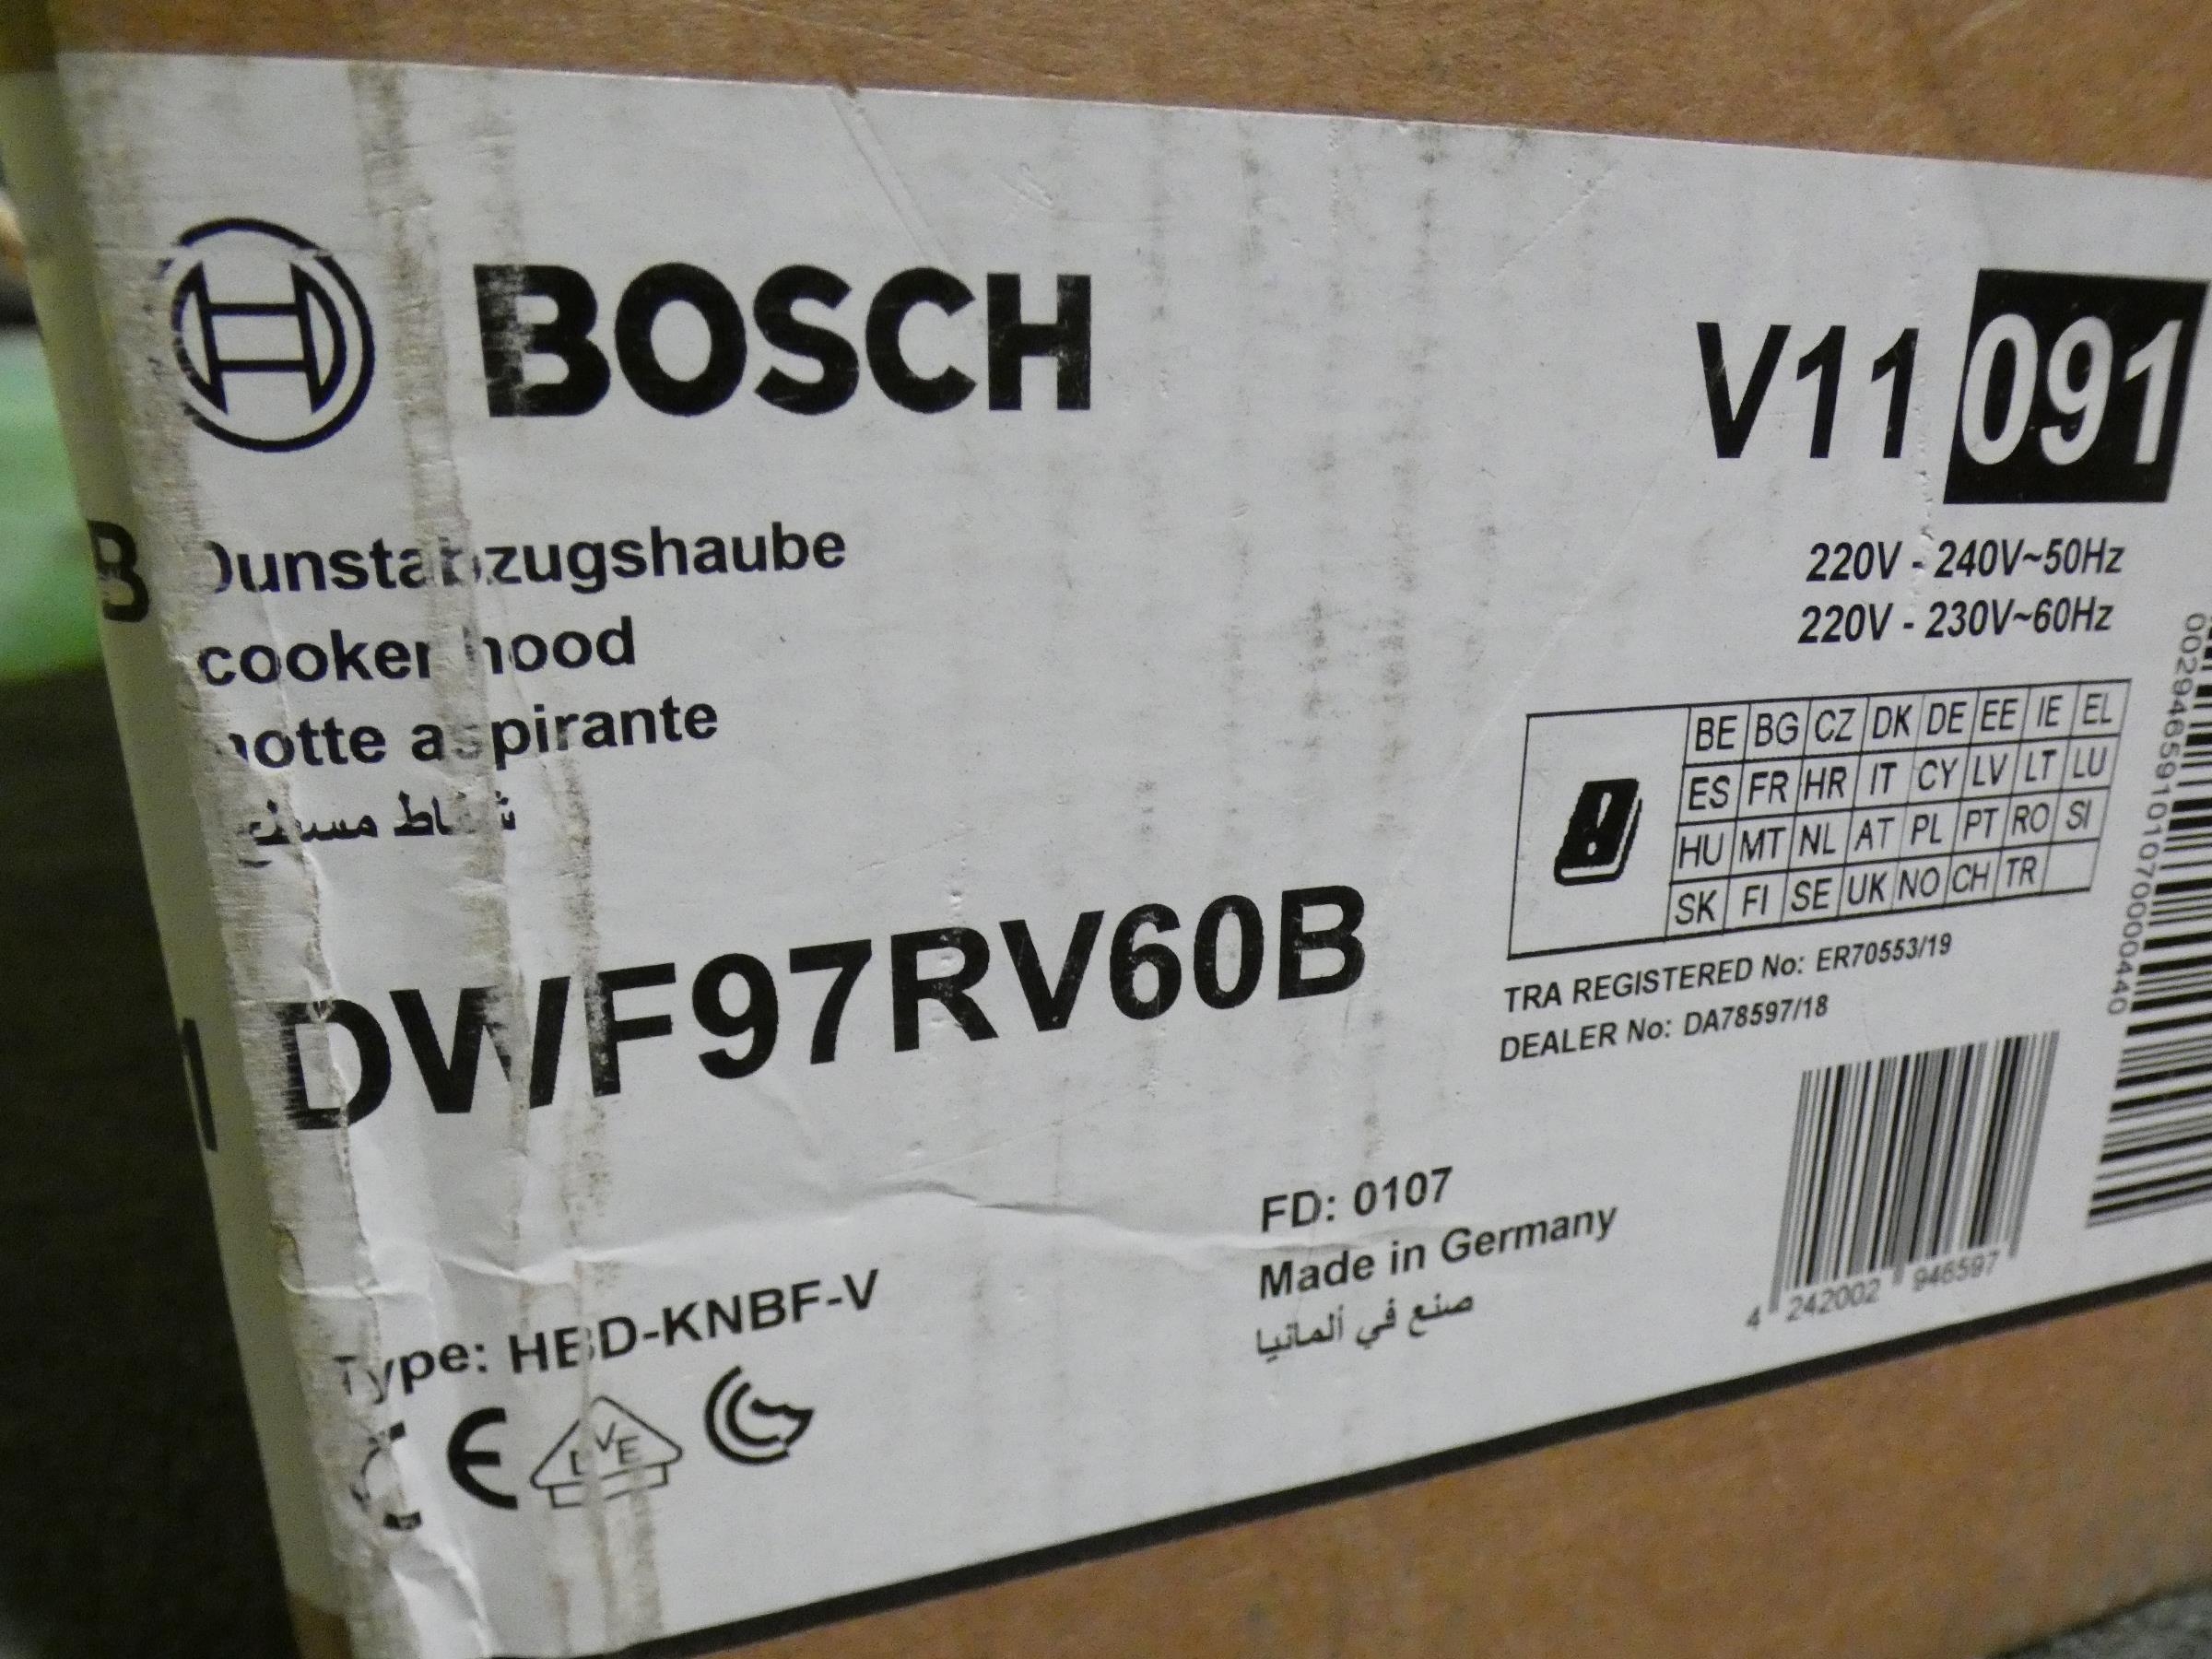 BOSCH
V11 091
Dunstabzugshaube
cooker hood
hotte aspirante
220V - 240V~50Hz
220V - 230V~60Hz
BE BG CZ DK DE EE IE EL
ES FR HR IT CY LV LT LU
HU MT NL AT PL PT RO SI
SK FI SE UK NO CH TR
DWF97RV60B
TRA REGISTERED No: ER70553/19
DEALER No: DA78597/18
FD: 0107
Made in Germany
صنع في ألمانيا
Type: HBD-KNBF-V
CE
DVE
4 242002 946597